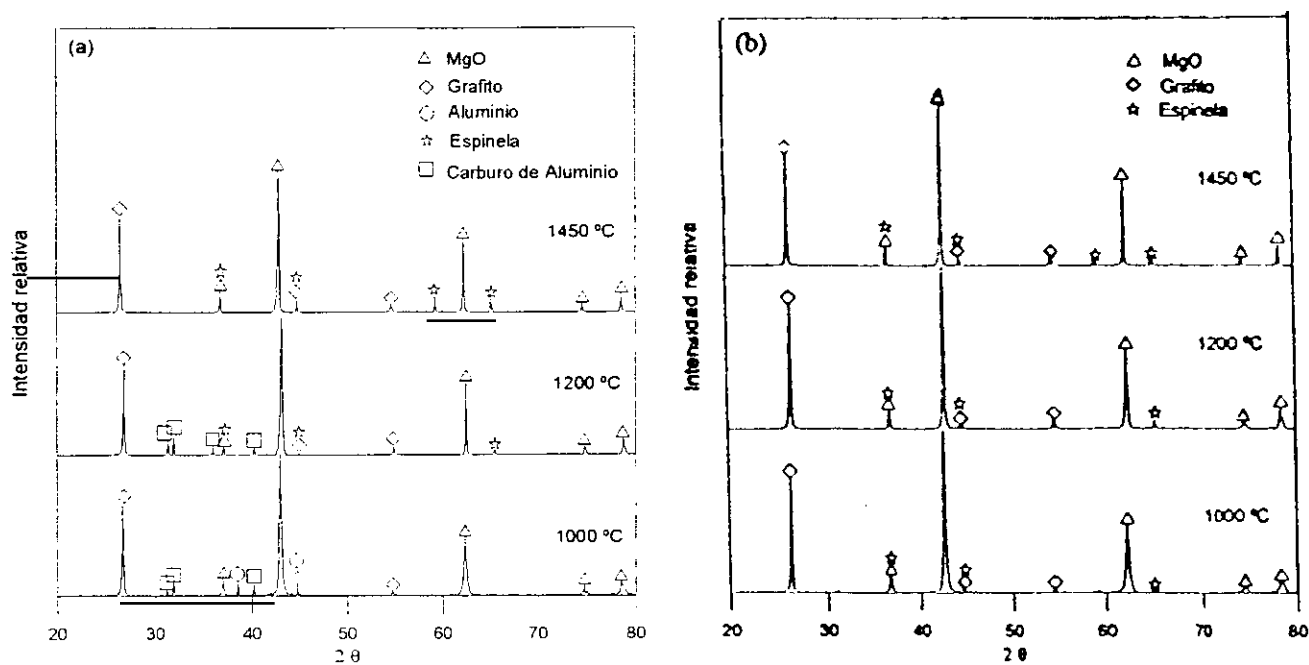 (a)
MgO
Grafito
Aluminio
Espinela
Carburo de Aluminio
1450 ºC
1200 ºC
1000 ºC
Intensidad relativa
20 30 40 50 60 70 80
2 θ
(b)
MgO
Grafito
Espinela
1450 ºC
1200 ºC
1000 ºC
Intensidad relativa
20 30 40 50 60 70 80
2 θ